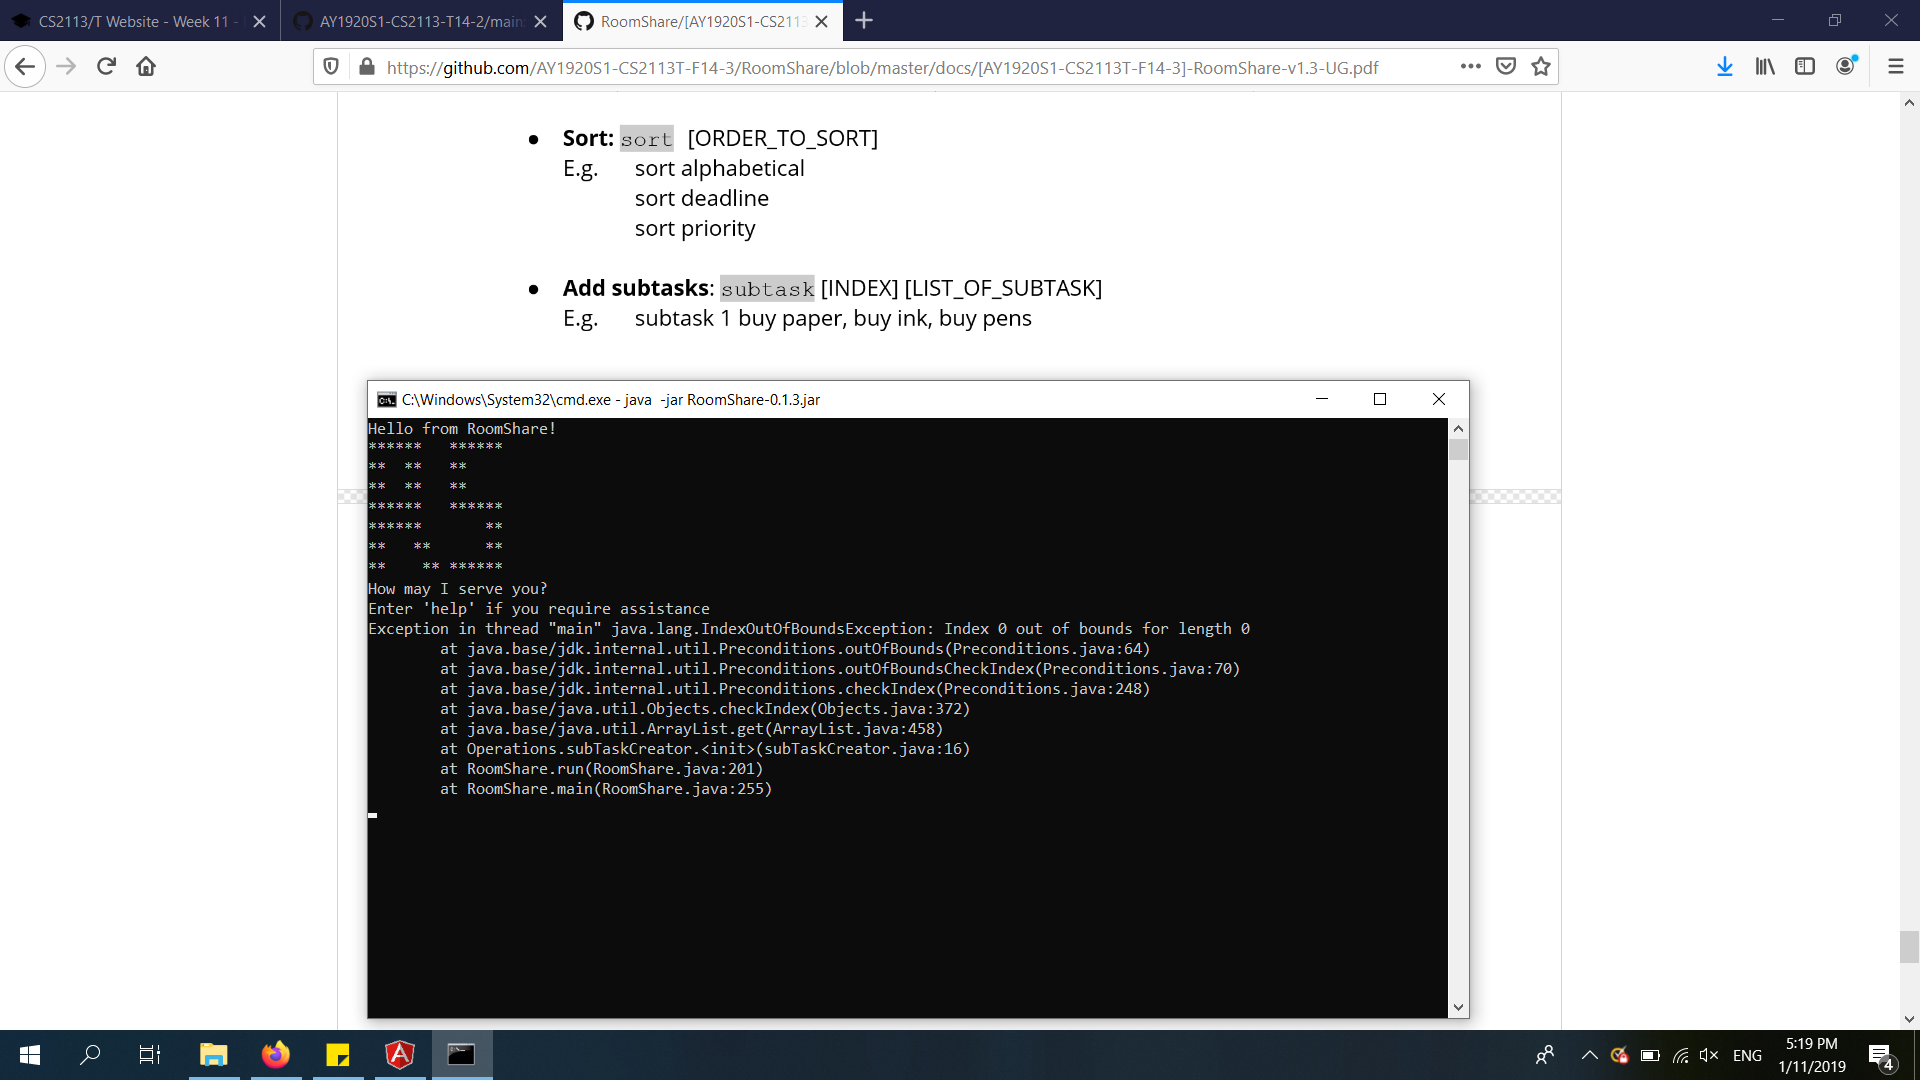 CS2113/T Website - Week 11 -
AY1920S1-CS2113-T14-2/main:
RoomShare/[AY1920S1-CS2113
https://github.com/AY1920S1-CS2113T-F14-3/RoomShare/blob/master/docs/[AY1920S1-CS2113T-F14-3]-RoomShare-v1.3-UG.pdf
● Sort: sort [ORDER_TO_SORT]
E.g. sort alphabetical
sort deadline
sort priority
● Add subtasks: subtask [INDEX] [LIST_OF_SUBTASK]
E.g. subtask 1 buy paper, buy ink, buy pens
C:\Windows\System32\cmd.exe - java  -jar RoomShare-0.1.3.jar
Hello from RoomShare!
******   ******
**  **   **
**  **   **
******   ******
******       **
**   **      **
**    ** ******
How may I serve you?
Enter 'help' if you require assistance
Exception in thread "main" java.lang.IndexOutOfBoundsException: Index 0 out of bounds for length 0
at java.base/jdk.internal.util.Preconditions.outOfBounds(Preconditions.java:64)
at java.base/jdk.internal.util.Preconditions.outOfBoundsCheckIndex(Preconditions.java:70)
at java.base/jdk.internal.util.Preconditions.checkIndex(Preconditions.java:248)
at java.base/java.util.Objects.checkIndex(Objects.java:372)
at java.base/java.util.ArrayList.get(ArrayList.java:458)
at Operations.subTaskCreator.<init>(subTaskCreator.java:16)
at RoomShare.run(RoomShare.java:201)
at RoomShare.main(RoomShare.java:255)
ENG
5:19 PM
1/11/2019
4